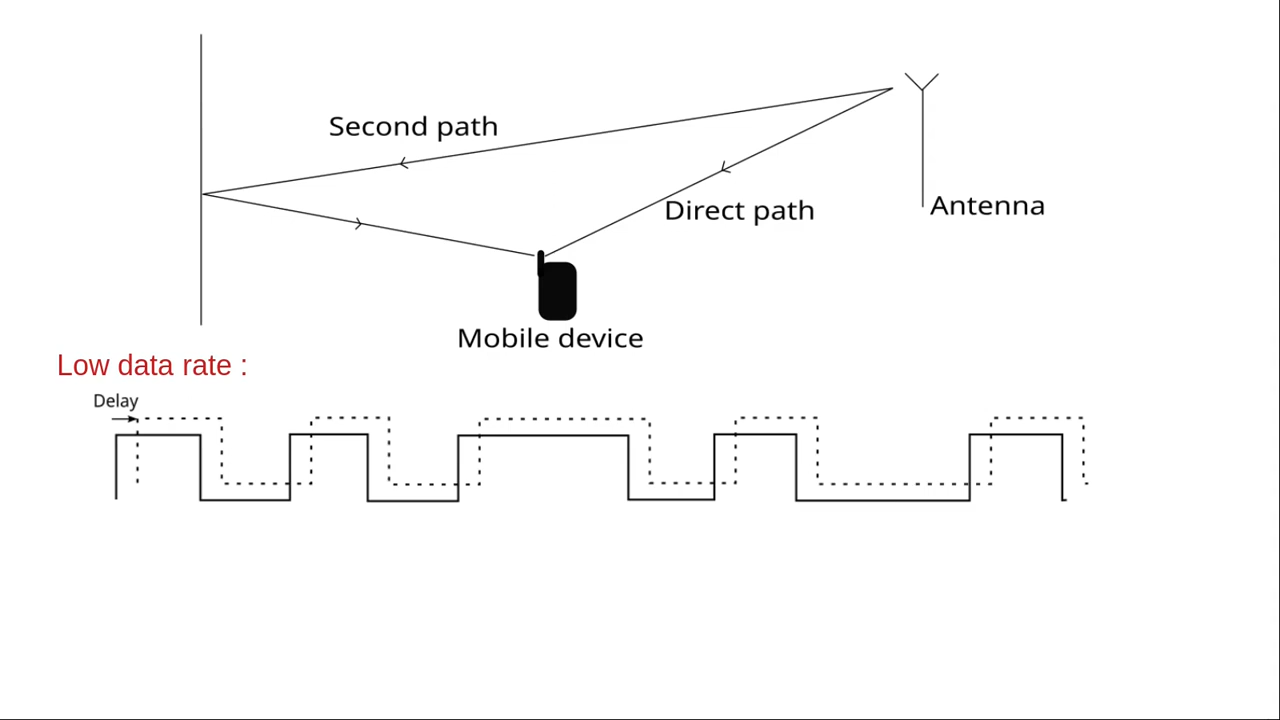 Second path
Direct path
Antenna
Mobile device
Low data rate :
Delay